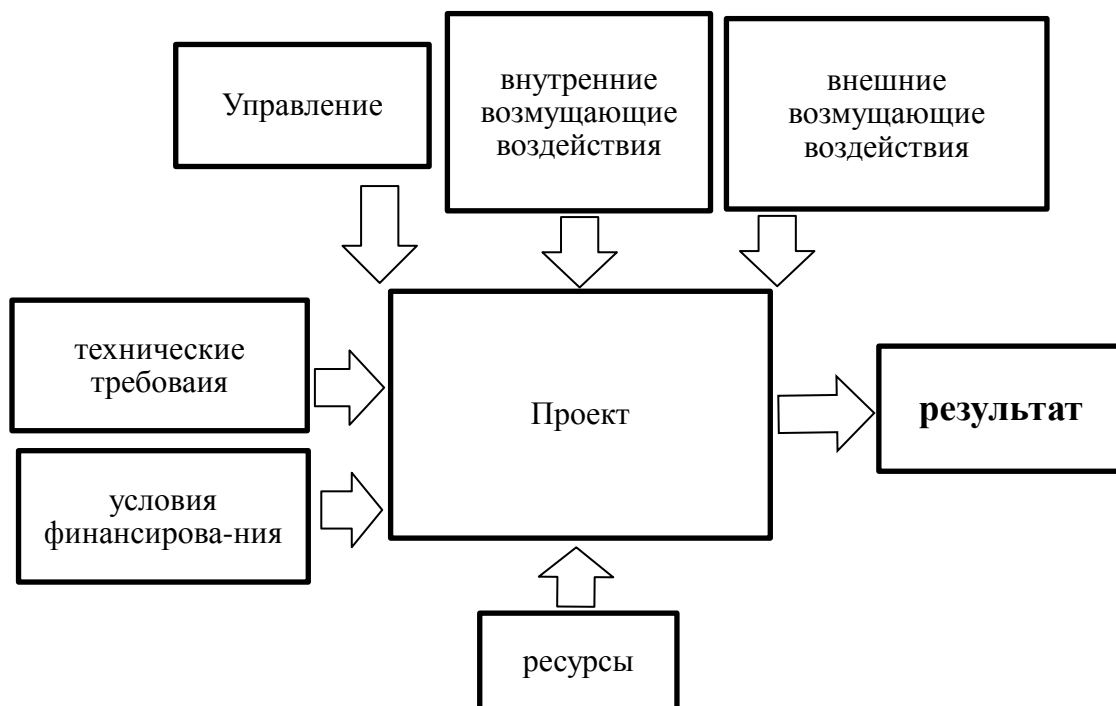 Управление
внутренние
возмущающие
воздействия
внешние
возмущающие
воздействия
технические
требоваия
условия
финансирова-ния
Проект
результат
ресурсы